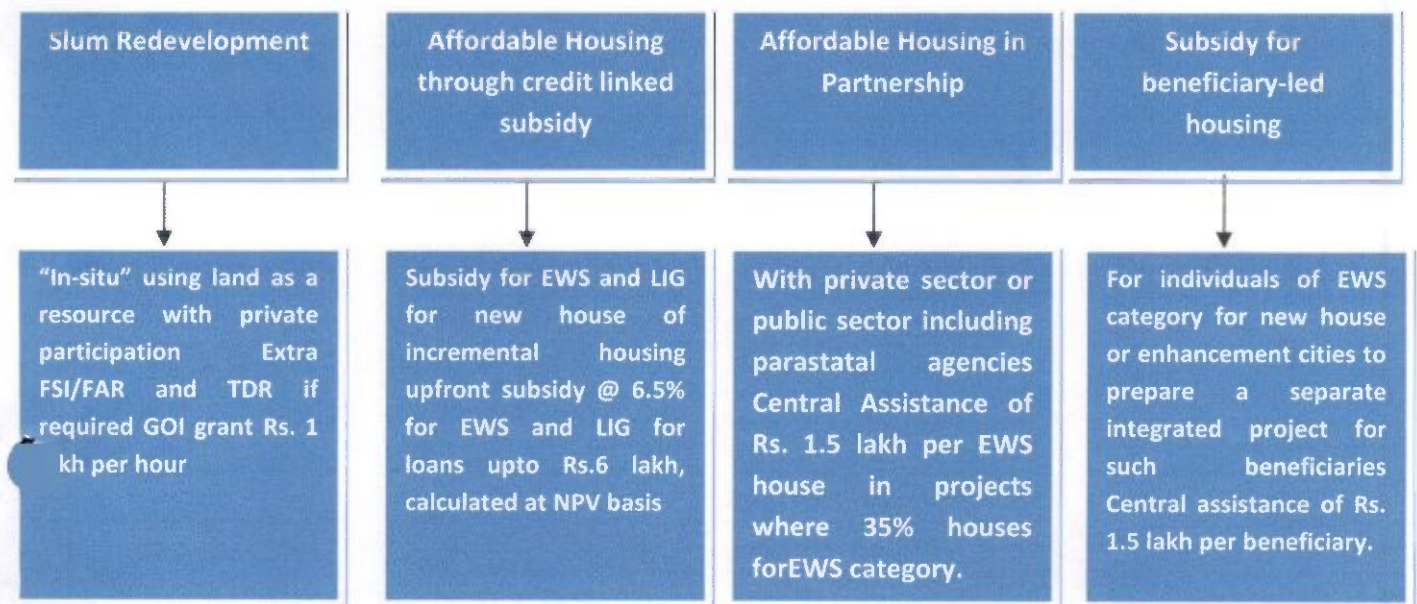 Slum Redevelopment
Affordable Housing
through credit linked
subsidy
Affordable Housing in
Partnership
Subsidy for
beneficiary-led
housing
“In-situ” using land as a
resource with private
participation Extra
FSI/FAR and TDR if
required GOI grant Rs. 1
kh per hour
Subsidy for EWS and LIG
for new house of
incremental housing
upfront subsidy @ 6.5%
for EWS and LIG for
loans upto Rs.6 lakh,
calculated at NPV basis
With private sector or
public sector including
parastatal agencies
Central Assistance of
Rs. 1.5 lakh per EWS
house in projects
where 35% houses
forEWS category.
For individuals of EWS
category for new house
or enhancement cities to
prepare a separate
integrated project for
such beneficiaries
Central assistance of Rs.
1.5 lakh per beneficiary.